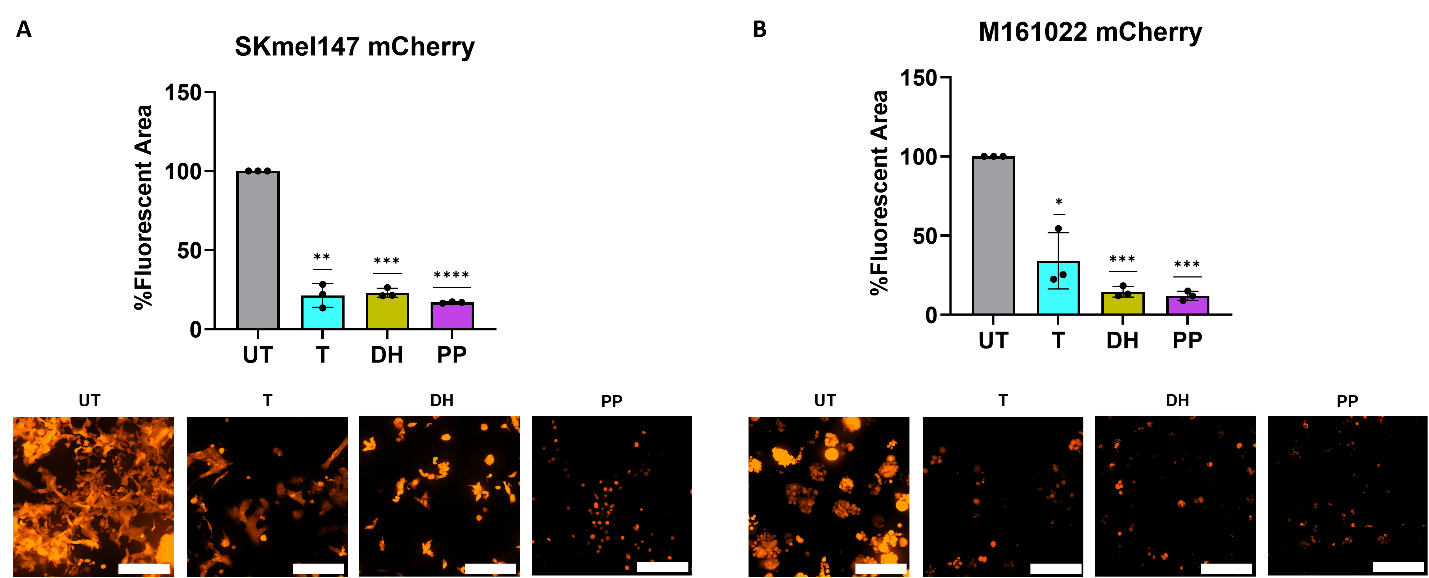 A
SKmel147 mCherry
%Fluorescent Area
150
100
50
0
**
***
****
UT T DH PP
UT T DH PP
B
M161022 mCherry
%Fluorescent Area
150
100
50
0
*
***
***
UT T DH PP
UT T DH PP